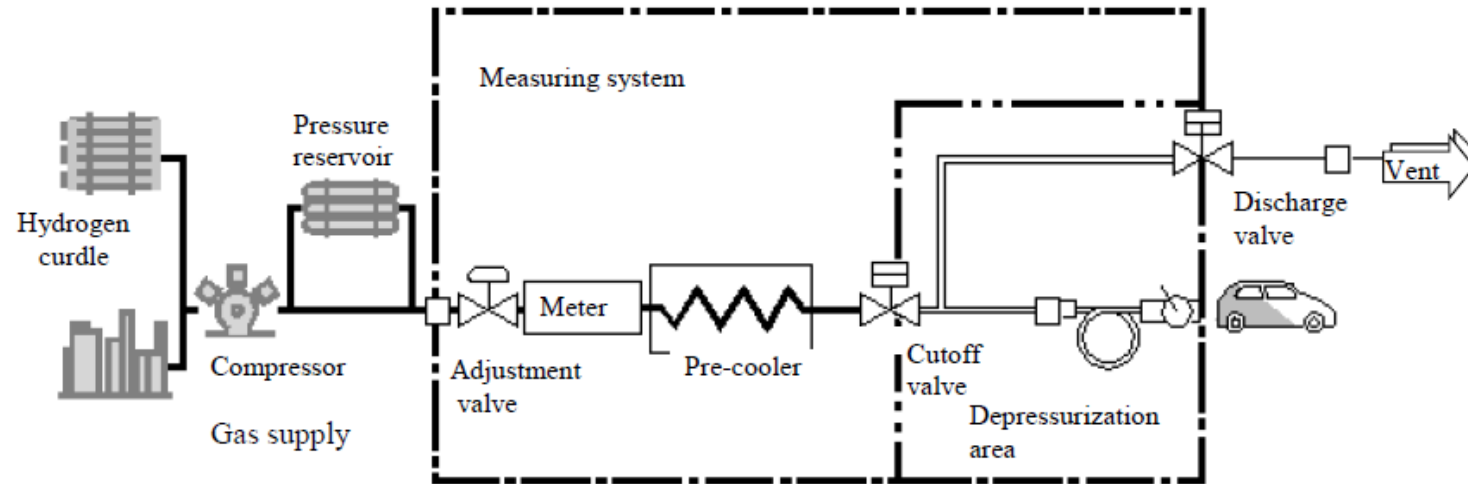 Measuring system
Pressure
reservoir
Hydrogen
curdle
Vent
Discharge
valve
Meter
Compressor
Adjustment
valve
Pre-cooler
Cutoff
valve
Depressurization
area
Gas supply